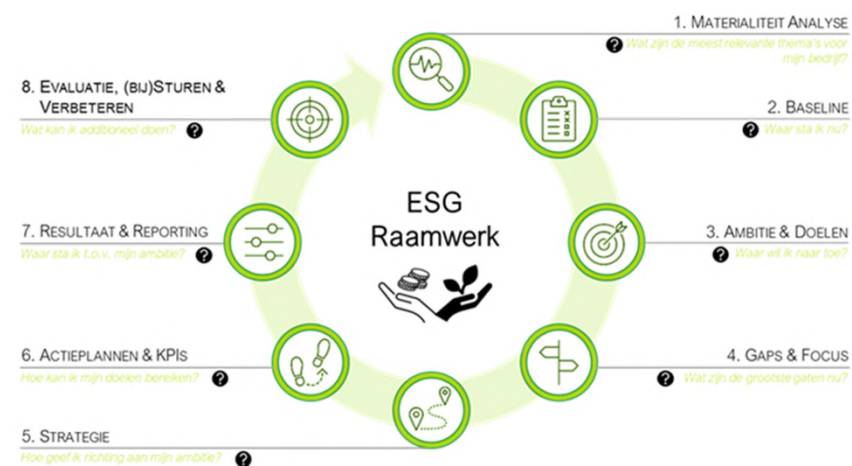 1. MATERIALITEIT ANALYSE
? Wat zijn de meest relevante thema's voor
mijn bedrijf?
2. BASELINE
? Waar sta ik nu?
3. AMBITIE & DOELEN
? Waar wil ik naar toe?
4. GAPS & FOCUS
? Wat zijn de grootste gaten nu?
5. STRATEGIE
Hoe geef ik richting aan mijn ambitie? ?
6. ACTIEPLANNEN & KPIS
Hoe kan ik mijn doelen bereiken? ?
7. RESULTAAT & REPORTING
Waar sta ik t.o.v. mijn ambitie? ?
8. EVALUATIE, (BIJ)STUREN &
VERBETEREN
Wat kan ik additioneel doen? ?
ESG
Raamwerk